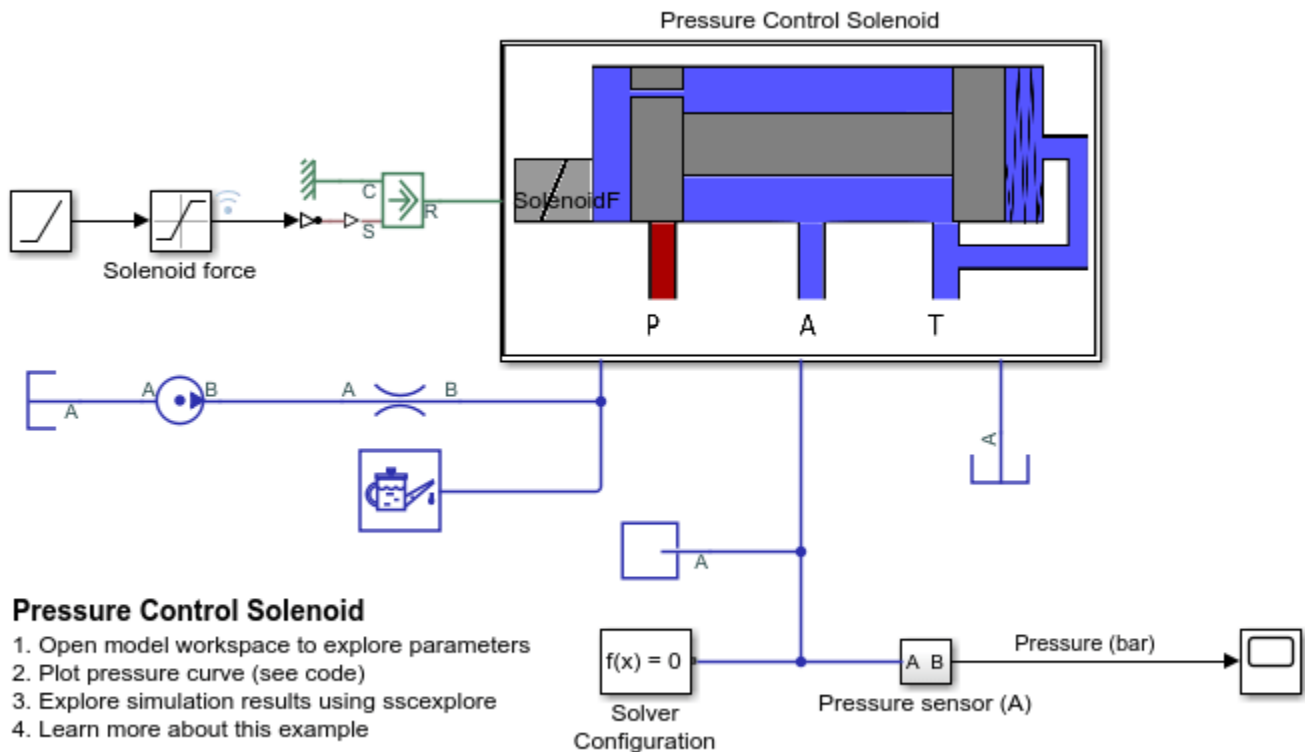 Pressure Control Solenoid
C
S
R
Solenoid force
SolenoidF
P
A
T
A
A
B
A
B
A
A
Pressure Control Solenoid
1. Open model workspace to explore parameters
2. Plot pressure curve (see code)
3. Explore simulation results using sscexplore
4. Learn more about this example
f(x) = 0
Solver
Configuration
A B
Pressure sensor (A)
Pressure (bar)